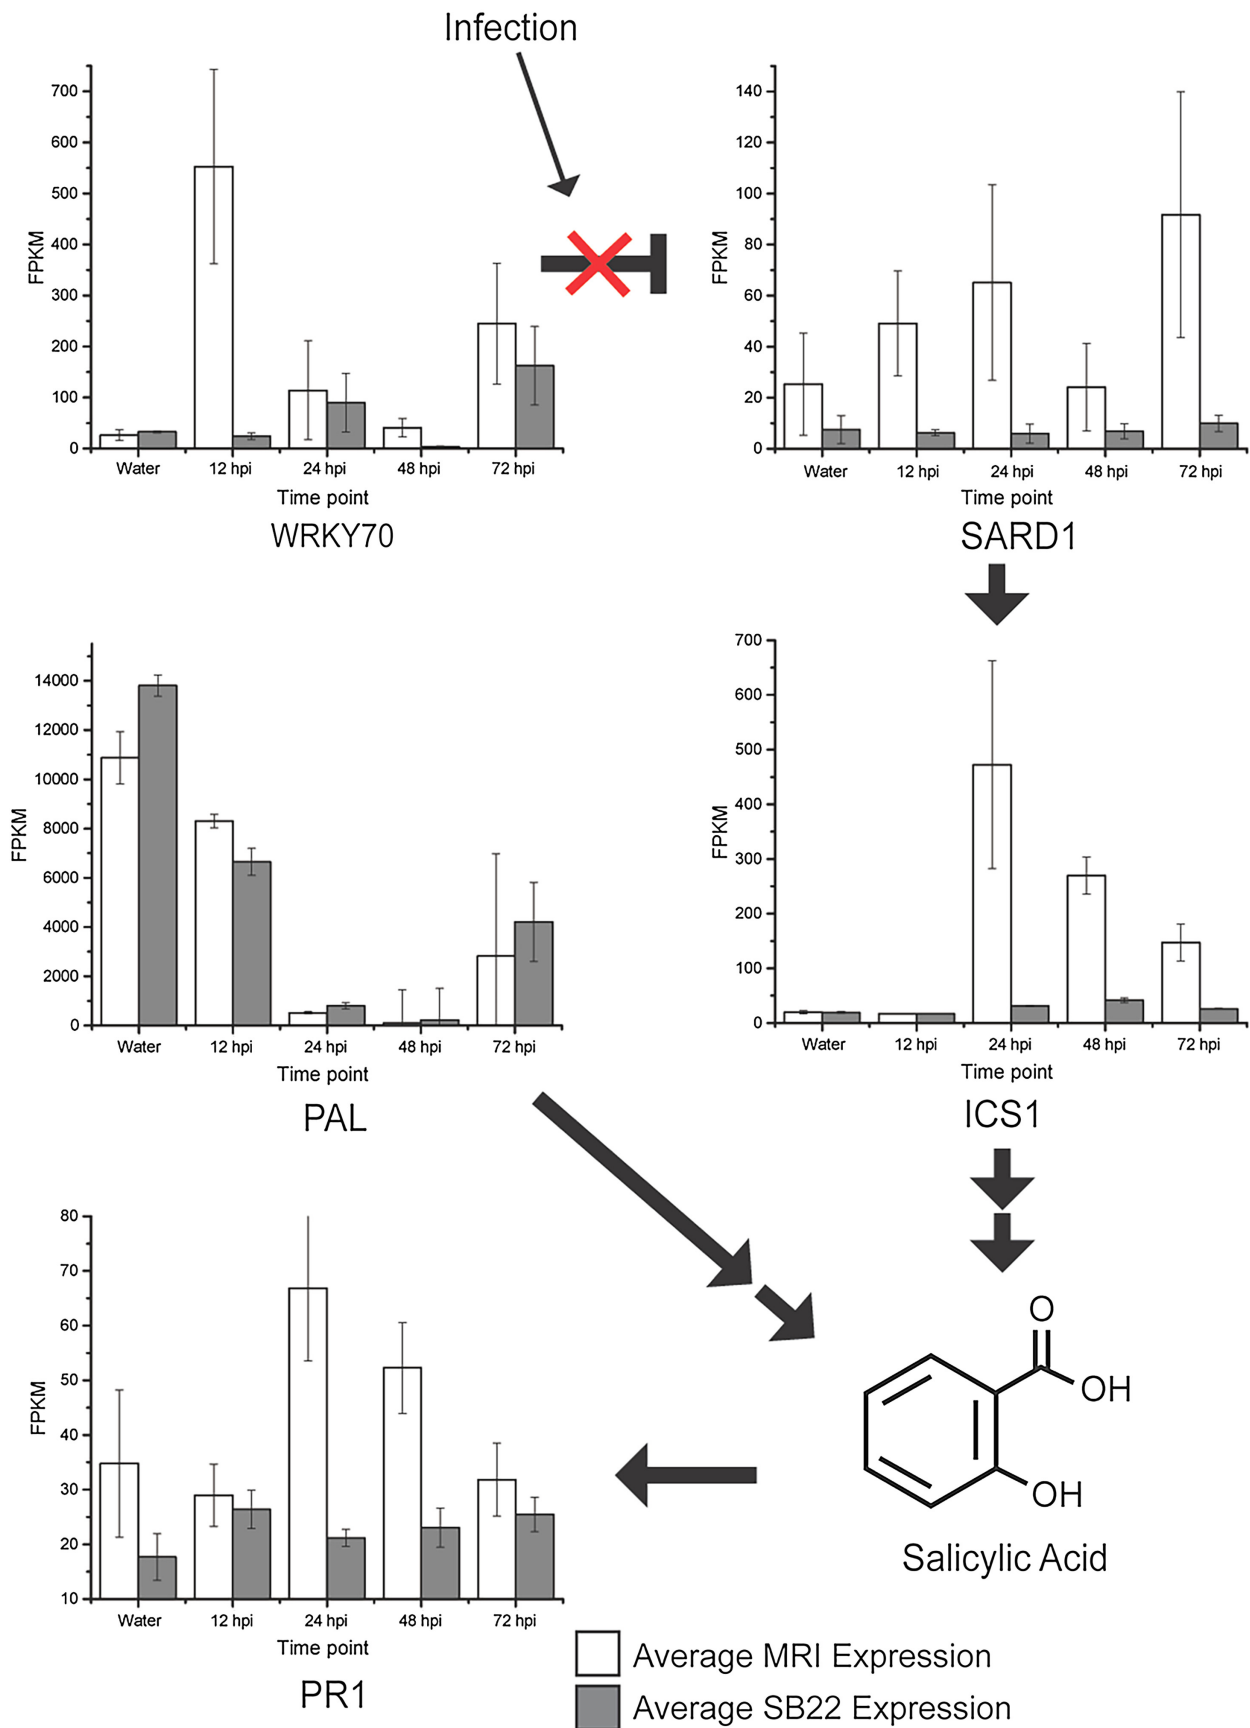 Infection
700
600
500
400
300
200
100
0
FPKM
Water 12 hpi 24 hpi 48 hpi 72 hpi
Time point
WRKY70
140
120
100
80
60
40
20
0
FPKM
Water 12 hpi 24 hpi 48 hpi 72 hpi
Time point
SARD1
14000
12000
10000
8000
6000
4000
2000
0
FPKM
Water 12 hpi 24 hpi 48 hpi 72 hpi
Time point
PAL
700
600
500
400
300
200
100
0
FPKM
Water 12 hpi 24 hpi 48 hpi 72 hpi
Time point
ICS1
80
70
60
50
40
30
20
10
FPKM
Water 12 hpi 24 hpi 48 hpi 72 hpi
Time point
PR1
O
OH
OH
Salicylic Acid
Average MRI Expression
Average SB22 Expression